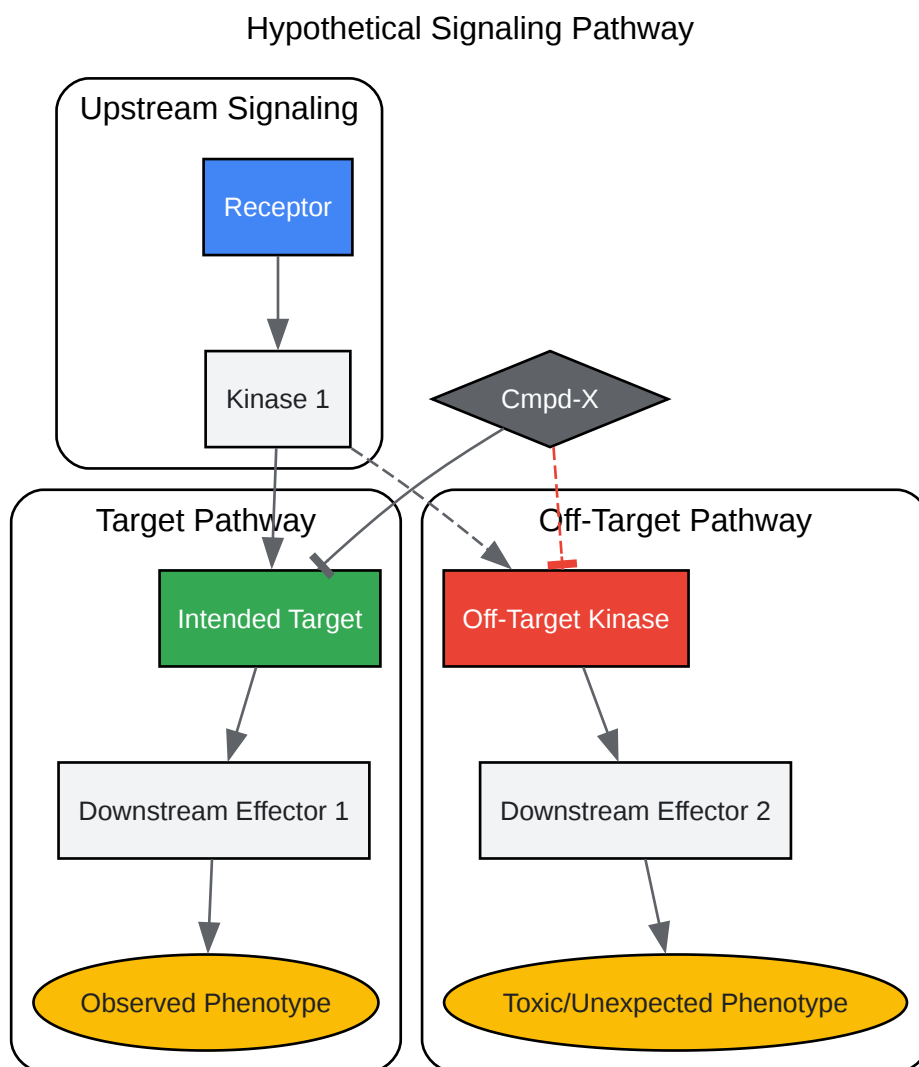 Hypothetical Signaling Pathway
Upstream Signaling
Receptor
Kinase 1
Cmpd-X
Target Pathway
Off-Target Pathway
Intended Target
Off-Target Kinase
Downstream Effector 1
Downstream Effector 2
Observed Phenotype
Toxic/Unexpected Phenotype